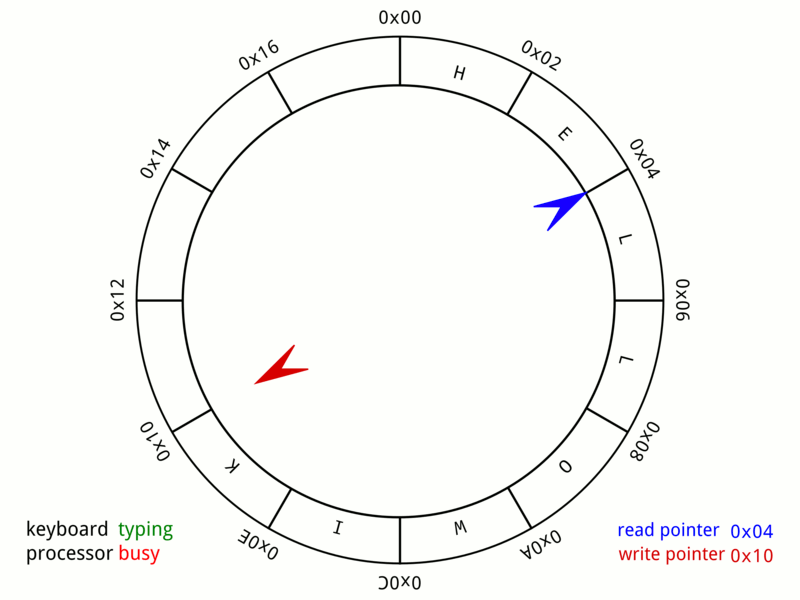 0x00
0x02
0x04
0x06
0x08
0x0A
0x0C
0x0E
0x10
0x12
0x14
0x16
H
E
L
L
O
W
I
K
keyboard typing
processor busy
read pointer 0x04
write pointer 0x10